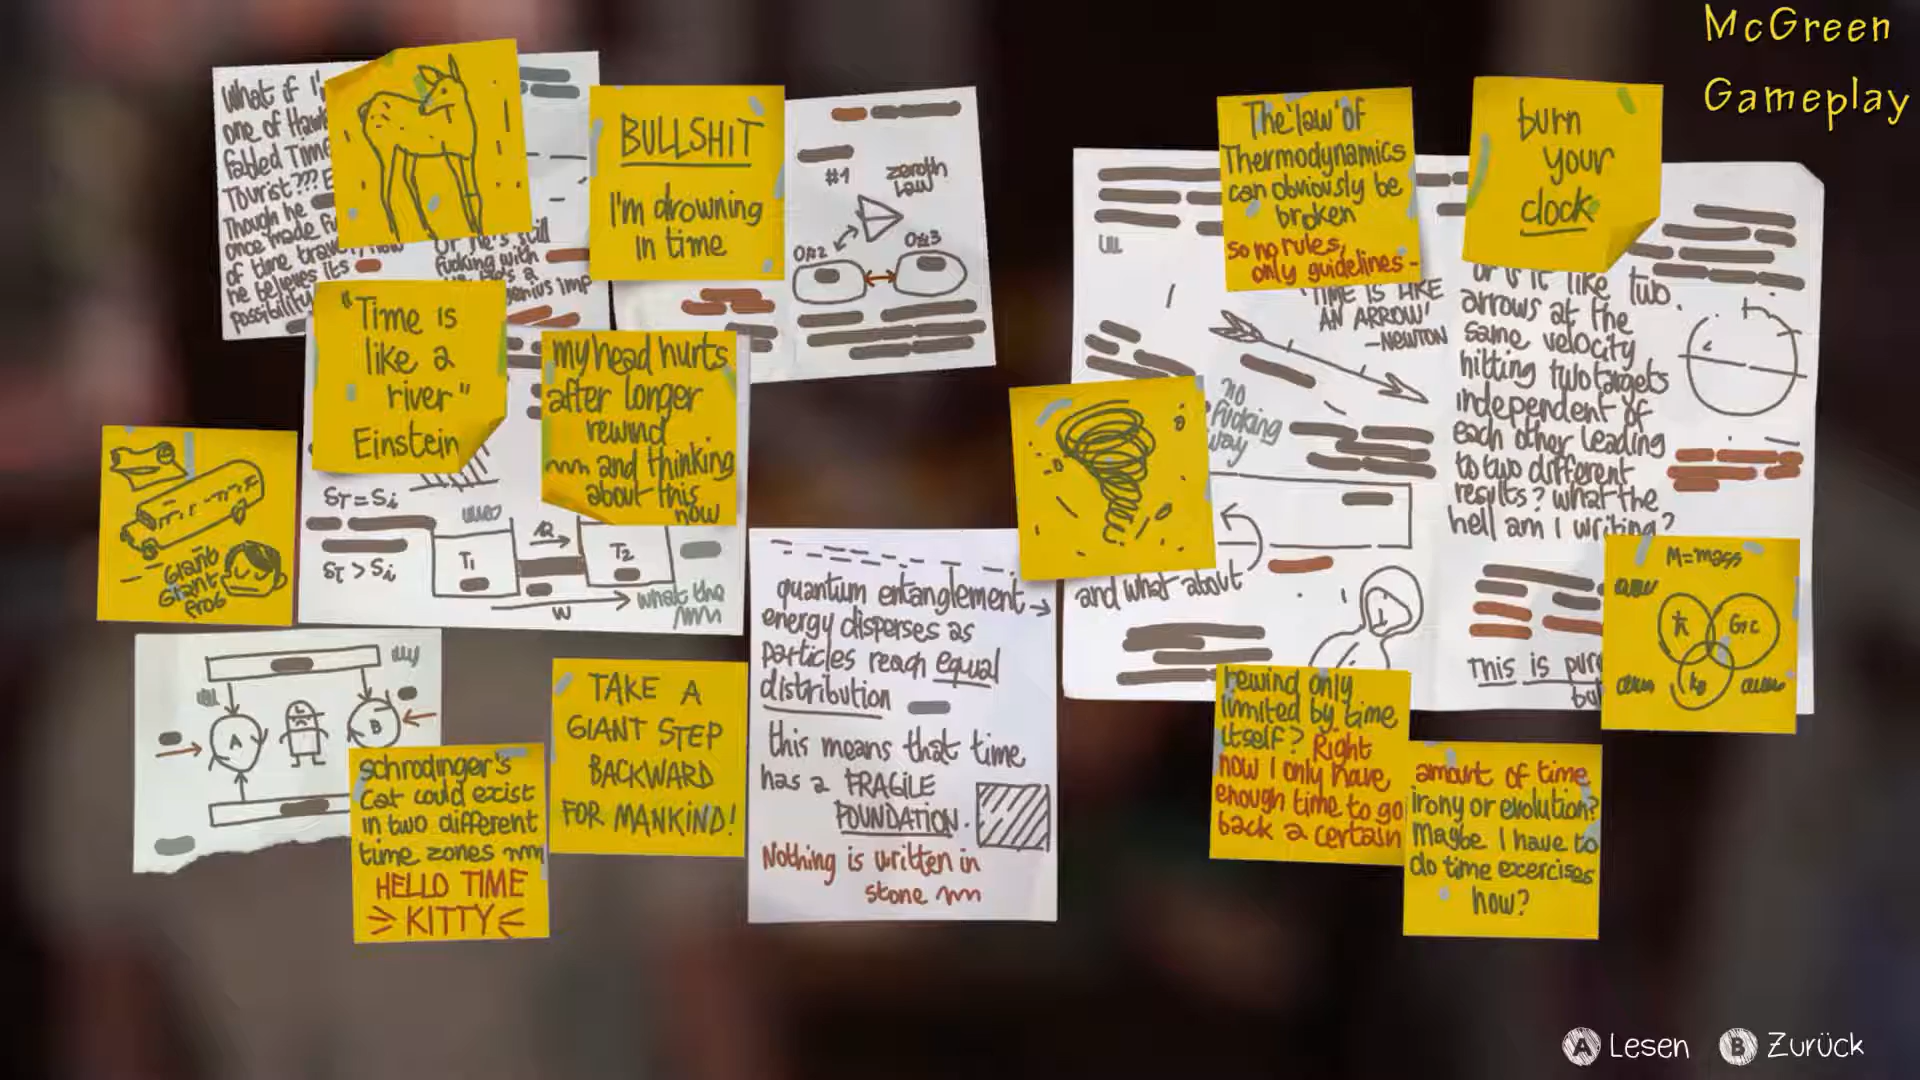 McGreen
Gameplay
What if I'
one of Hawk
fabled Time
Tourist???
Though he
once made
of time trave
he believes its
possibility
Or he's still
fucking with
genius imp
BULLSHIT
I'm drowning
in time
#1
zeroth
law
"Time is
like a
river"
Einstein
my head hurts
after longer
rewind
and thinking
about this
now
ST = Si
ST > Si
T1
T2
W
what the
GIANT
GIANT
FROG
A
B
schrodinger's
cat could exist
in two different
time zones
HELLO TIME
KITTY
TAKE A
GIANT STEP
BACKWARD
FOR MANKIND!
quantum entanglement
energy disperses as
particles reach equal
distribution
this means that time
has a FRAGILE
FOUNDATION.
Nothing is written in
stone
The 'law' of
Thermodynamics
can obviously be
broken
so no rules,
only guidelines-
burn
your
clock
'TIME IS LIKE
AN ARROW'
-NEWTON
no
fucking
way
or is it like two
arrows at the
same velocity
hitting two targets
independent of
each other leading
to two different
results? What the
hell am I writing?
and what about
This is pur
bul
M=mass
rewind only
limited by time
itself? Right
now I only have
enough time to go
back a certain
amount of time
irony or evolution?
Maybe I have to
do time exercises
now?
A Lesen B Zurück